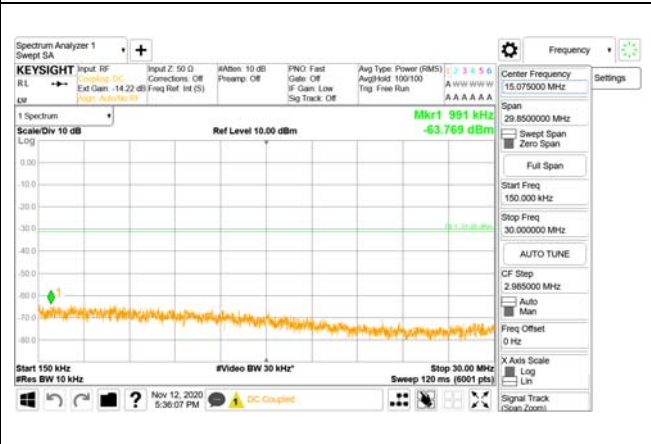 Spectrum Analyzer 1
Swept SA
Frequency
KEYSIGHT Input: RF Input Z: 50 Ω #Atten: 10 dB PNO: Fast Avg Type: Power (RMS) 1 2 3 4 5 6
RL Coupling: DC Corrections: Off Preamp: Off Gate: Off Avg|Hold: 100/100 A W W W W W
Ext Gain: -14.22 dB Freq Ref: Int (S) IF Gain: Low Trig: Free Run
Align: Auto/No RF Sig Track: Off A A A A A A
1 Spectrum
Mkr1 991 kHz
Scale/Div 10 dB Ref Level 10.00 dBm -63.769 dBm
Log
0.00
-10.0
-20.0
-30.0
-40.0
-50.0
-60.0
1
-70.0
-80.0
Start 150 kHz #Video BW 30 kHz* Stop 30.00 MHz
#Res BW 10 kHz Sweep 120 ms (6001 pts)
Nov 12, 2020
5:36:07 PM
? 1 DC Coupled
Center Frequency
15.075000 MHz
Settings
Span
29.8500000 MHz
Swept Span
Zero Span
Full Span
Start Freq
150.000 kHz
Stop Freq
30.000000 MHz
AUTO TUNE
CF Step
2.985000 MHz
Auto
Man
Freq Offset
0 Hz
X Axis Scale
Log
Lin
Signal Track
(Span Zoom)